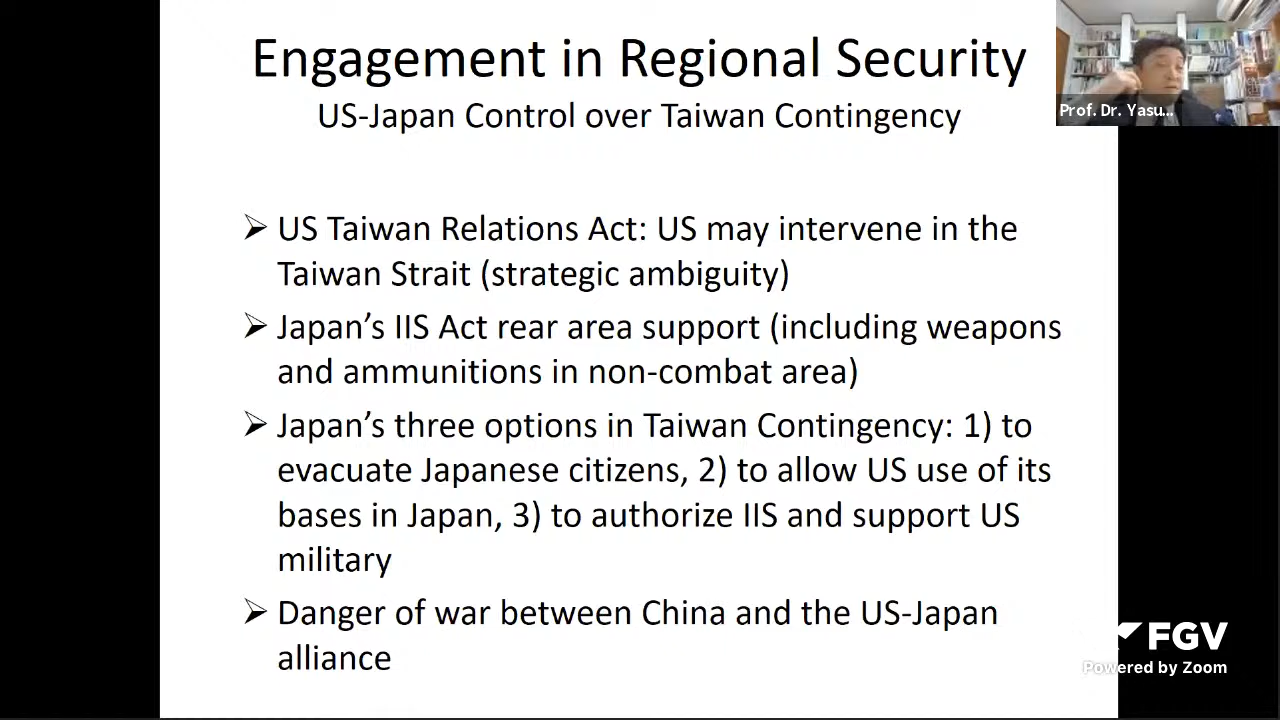 Engagement in Regional Security
US-Japan Control over Taiwan Contingency
Prof. Dr. Yasu...
➢ US Taiwan Relations Act: US may intervene in the
Taiwan Strait (strategic ambiguity)
➢ Japan’s IIS Act rear area support (including weapons
and ammunitions in non-combat area)
➢ Japan’s three options in Taiwan Contingency: 1) to
evacuate Japanese citizens, 2) to allow US use of its
bases in Japan, 3) to authorize IIS and support US
military
➢ Danger of war between China and the US-Japan
alliance
FGV
Powered by Zoom